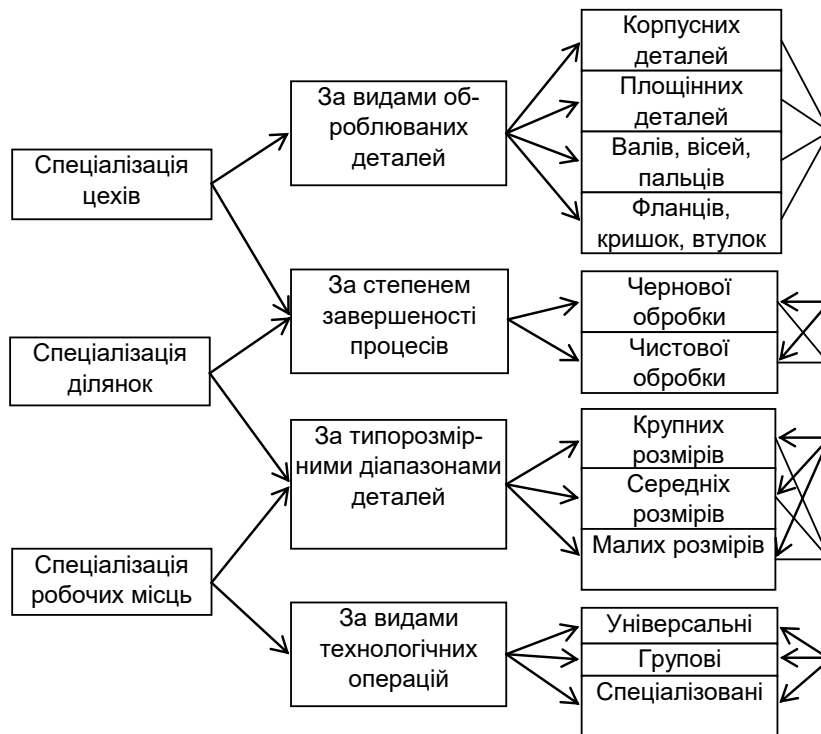 Спеціалізація
цехів
Спеціалізація
ділянок
Спеціалізація
робочих місць
За видами об-
роблюваних
деталей
За степенем
завершеності
процесів
За типорозмір-
ними діапазонами
деталей
За видами
технологічних
операцій
Корпусних
деталей
Площінних
деталей
Валів, вісей,
пальців
Фланців,
кришок, втулок
Чернової
обробки
Чистової
обробки
Крупних
розмірів
Середніх
розмірів
Малих розмірів
Універсальні
Групові
Спеціалізовані